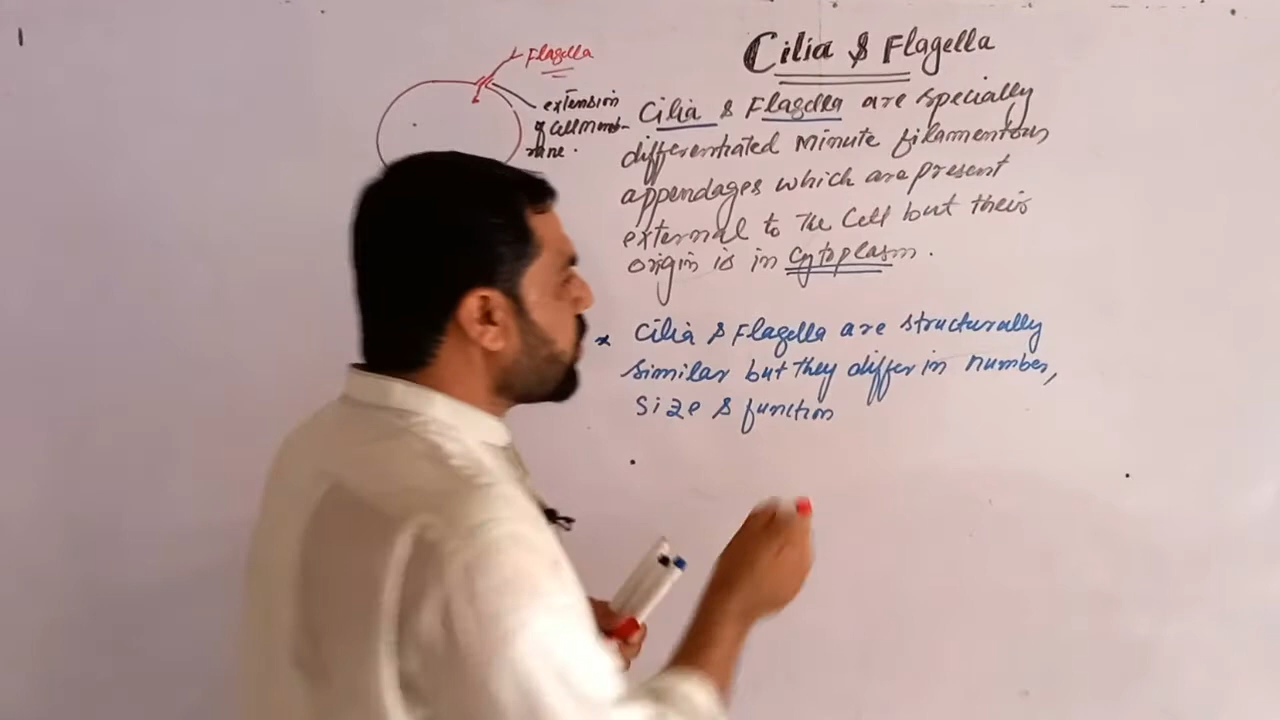 Cilia & Flagella
Flagella
extension
of cell memb-
rane.
Cilia & Flagella are specially
differentiated minute filamentous
appendages which are present
external to the cell but their
origin is in cytoplasm.
* Cilia & Flagella are structurally
similar but they differ in number,
size & function